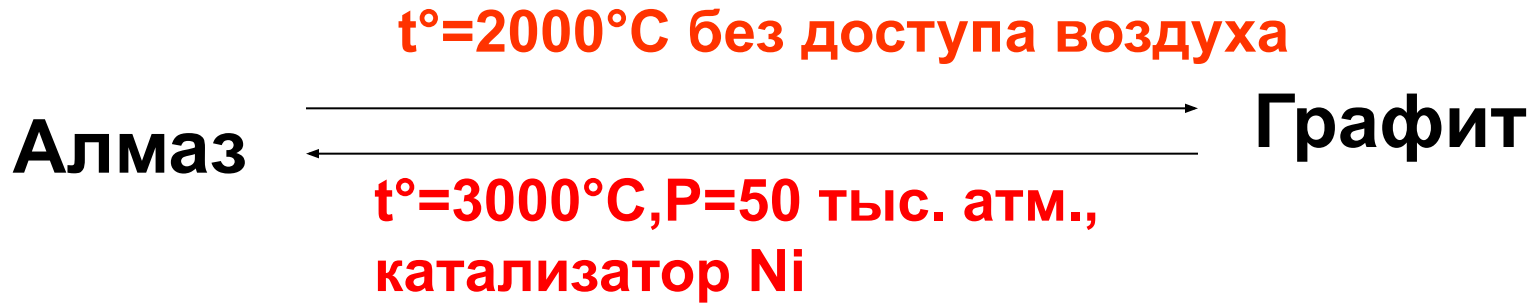 t°=2000°C без доступа воздуха
Алмаз
Графит
t°=3000°C,P=50 тыс. атм.,
катализатор Ni